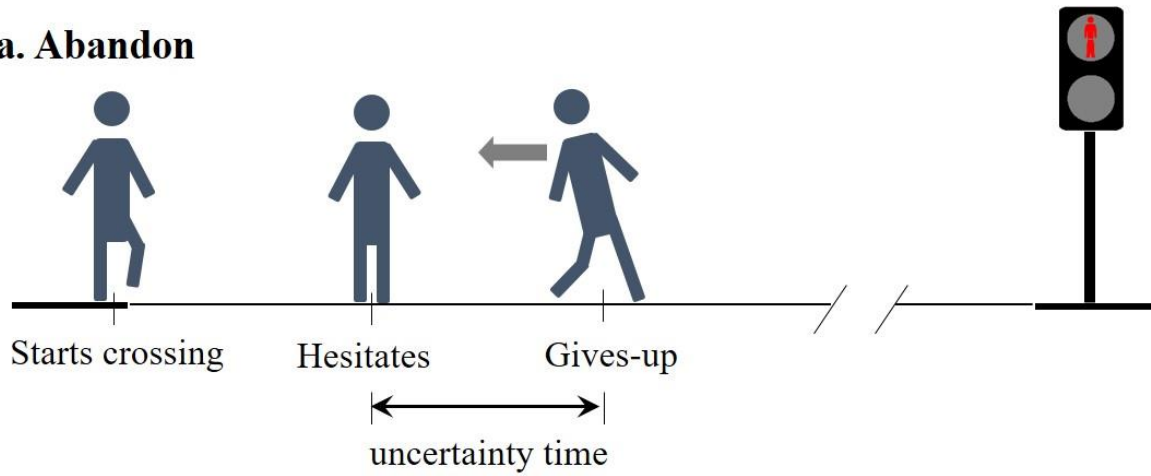 a. Abandon
Starts crossing
Hesitates
Gives-up
uncertainty time